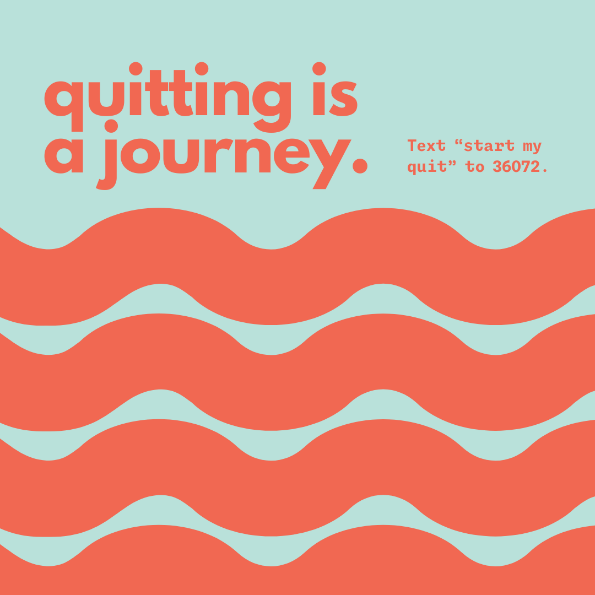 quitting is
a journey.
Text “start my
quit” to 36072.